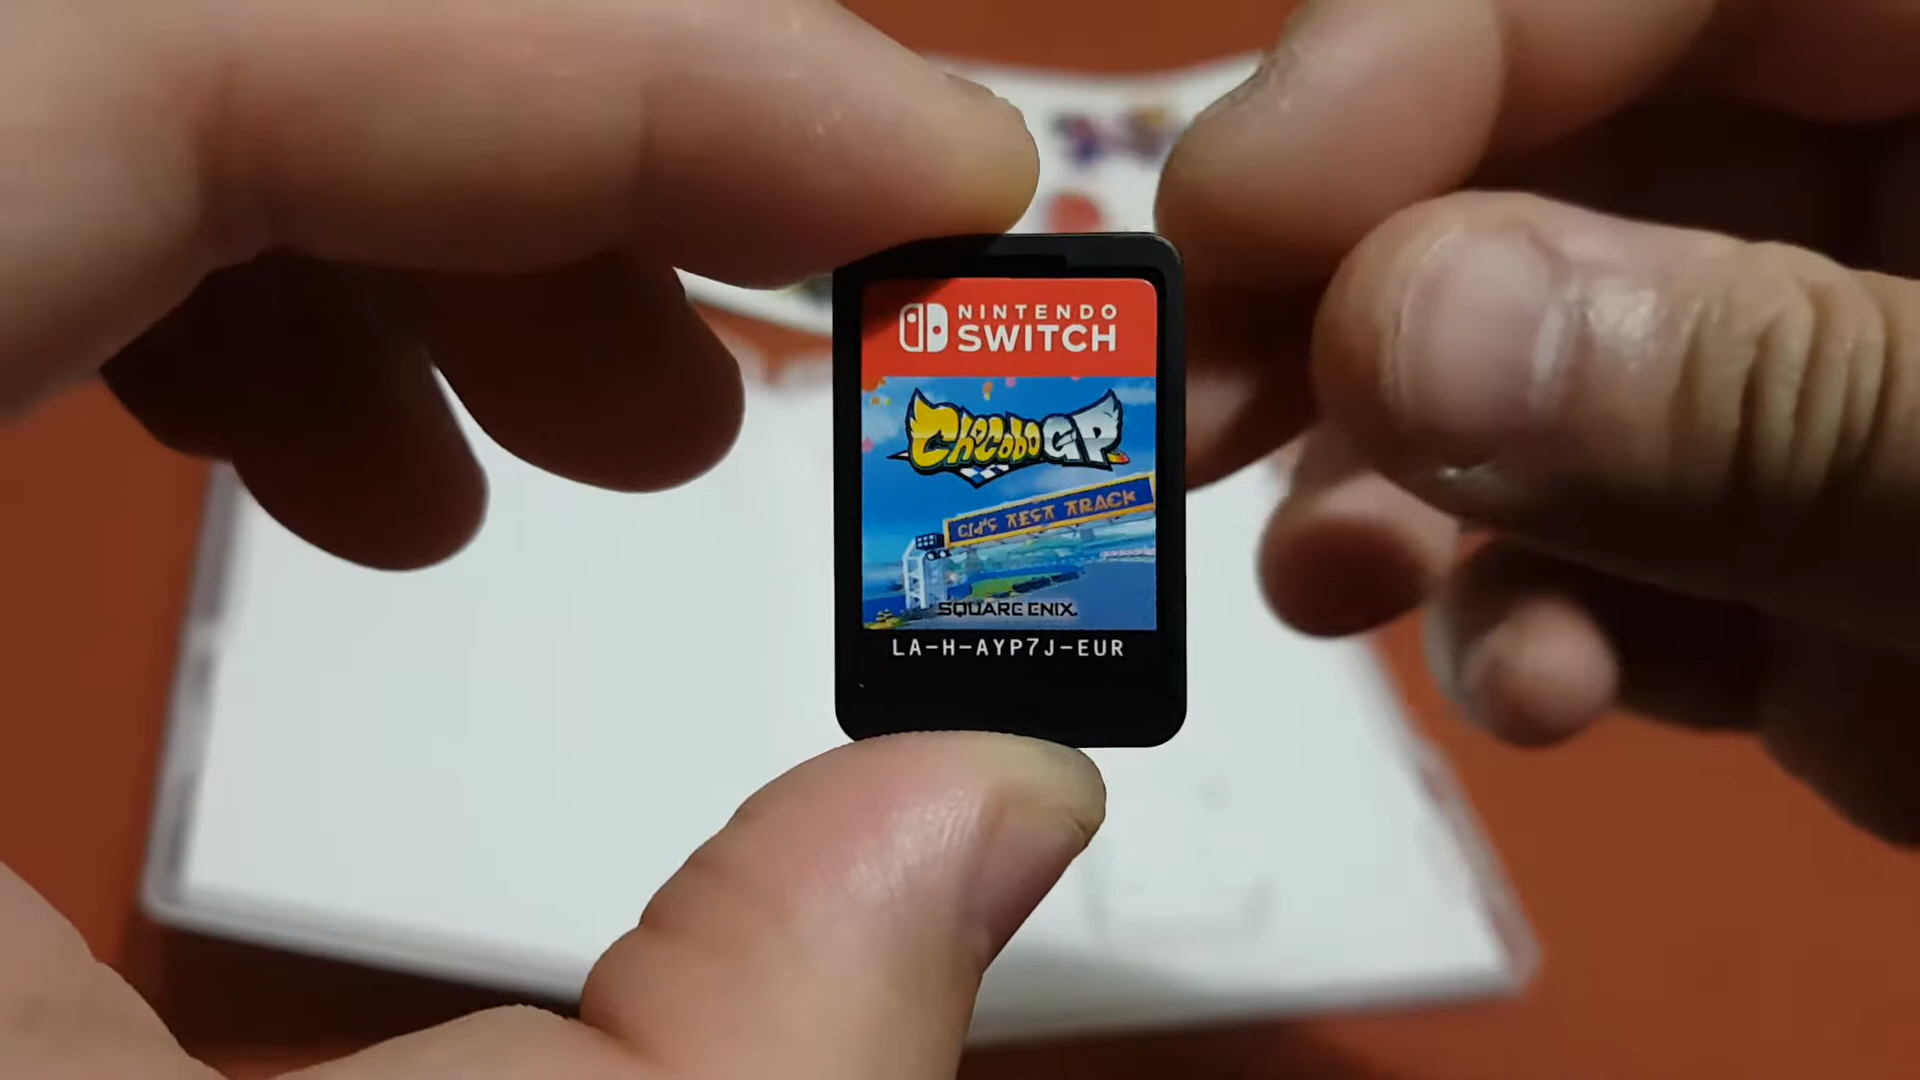 NINTENDO
SWITCH
Chocobo GP
Cid's TEST TRACK
SQUARE ENIX.
LA-H-AYP7J-EUR